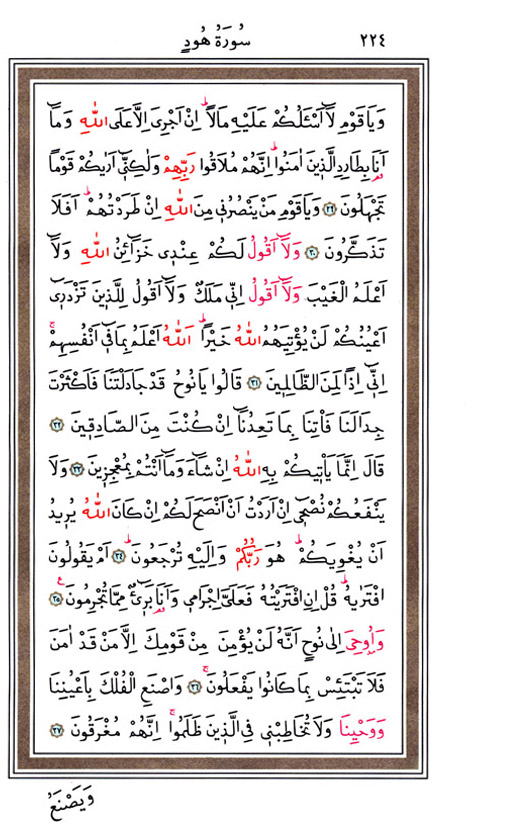 ٢٢٤ سُورَةُ هُودٍ
وَيَا قَوْمِ لَٓا اَسْـَٔلُكُمْ عَلَيْهِ مَالًاۜ اِنْ اَجْرِيَ اِلَّا عَلَى اللّٰهِ وَمَٓا
اَنَا۬ بِطَارِدِ الَّذ۪ينَ اٰمَنُواۜ اِنَّهُمْ مُلَاقُوا رَبِّهِمْ وَلٰكِنّ۪ٓي اَرٰيكُمْ قَوْمًا
تَجْهَلُونَ ﴿٢٩﴾ وَيَا قَوْمِ مَنْ يَنْصُرُن۪ي مِنَ اللّٰهِ اِنْ طَرَدْتُهُمْۜ اَفَلَا
تَذَكَّرُونَ ﴿٣٠﴾ وَلَٓا اَقُولُ لَكُمْ عِنْد۪ي خَزَٓائِنُ اللّٰهِ وَلَٓا
اَعْلَمُ الْغَيْبَ وَلَٓا اَقُولُ اِنّ۪ي مَلَكٌ وَلَٓا اَقُولُ لِلَّذ۪ينَ تَزْدَر۪ٓي
اَعْيُنُكُمْ لَنْ يُؤْتِيَهُمُ اللّٰهُ خَيْرًاۜ اَللّٰهُ اَعْلَمُ بِمَا ف۪ٓي اَنْفُسِهِمْۚ
اِنّ۪ٓي اِذًا لَمِنَ الظَّالِم۪ينَ ﴿٣١﴾ قَالُوا يَا نُوحُ قَدْ جَادَلْتَنَا فَاَكْثَرْتَ
جِدَالَنَا فَأْتِنَا بِمَا تَعِدُنَٓا اِنْ كُنْتَ مِنَ الصَّادِق۪ينَ ﴿٣٢﴾
قَالَ اِنَّمَا يَأْت۪يكُمْ بِهِ اللّٰهُ اِنْ شَٓاءَ وَمَٓا اَنْتُمْ بِمُعْجِز۪ينَ ﴿٣٣﴾ وَلَا
يَنْفَعُكُمْ نُصْح۪ٓي اِنْ اَرَدْتُ اَنْ اَنْصَحَ لَكُمْ اِنْ كَانَ اللّٰهُ يُر۪يدُ
اَنْ يُغْوِيَكُمْۜ هُوَ رَبُّكُمْ وَاِلَيْهِ تُرْجَعُونَۜ ﴿٣٤﴾ اَمْ يَقُولُونَ
افْتَرٰيهُۜ قُلْ اِنِ افْتَرَيْتُهُ فَعَلَيَّ اِجْرَام۪ي وَاَنَا۬ بَر۪ٓيءٌ مِمَّا تُجْرِمُونَ۟ ﴿٣٥﴾
وَاُو۫حِيَ اِلٰى نُوحٍ اَنَّهُ لَنْ يُؤْمِنَ مِنْ قَوْمِكَ اِلَّا مَنْ قَدْ اٰمَنَ
فَلَا تَبْتَئِسْ بِمَا كَانُوا يَفْعَلُونَۚ ﴿٣٦﴾ وَاصْنَعِ الْفُلْكَ بِاَعْيُنِنَا
وَوَحْيِنَا وَلَا تُخَاطِبْن۪ي فِي الَّذ۪ينَ ظَلَمُواۚ اِنَّهُمْ مُغْرَقُونَ ﴿٣٧﴾
وَيَصْنَعُ